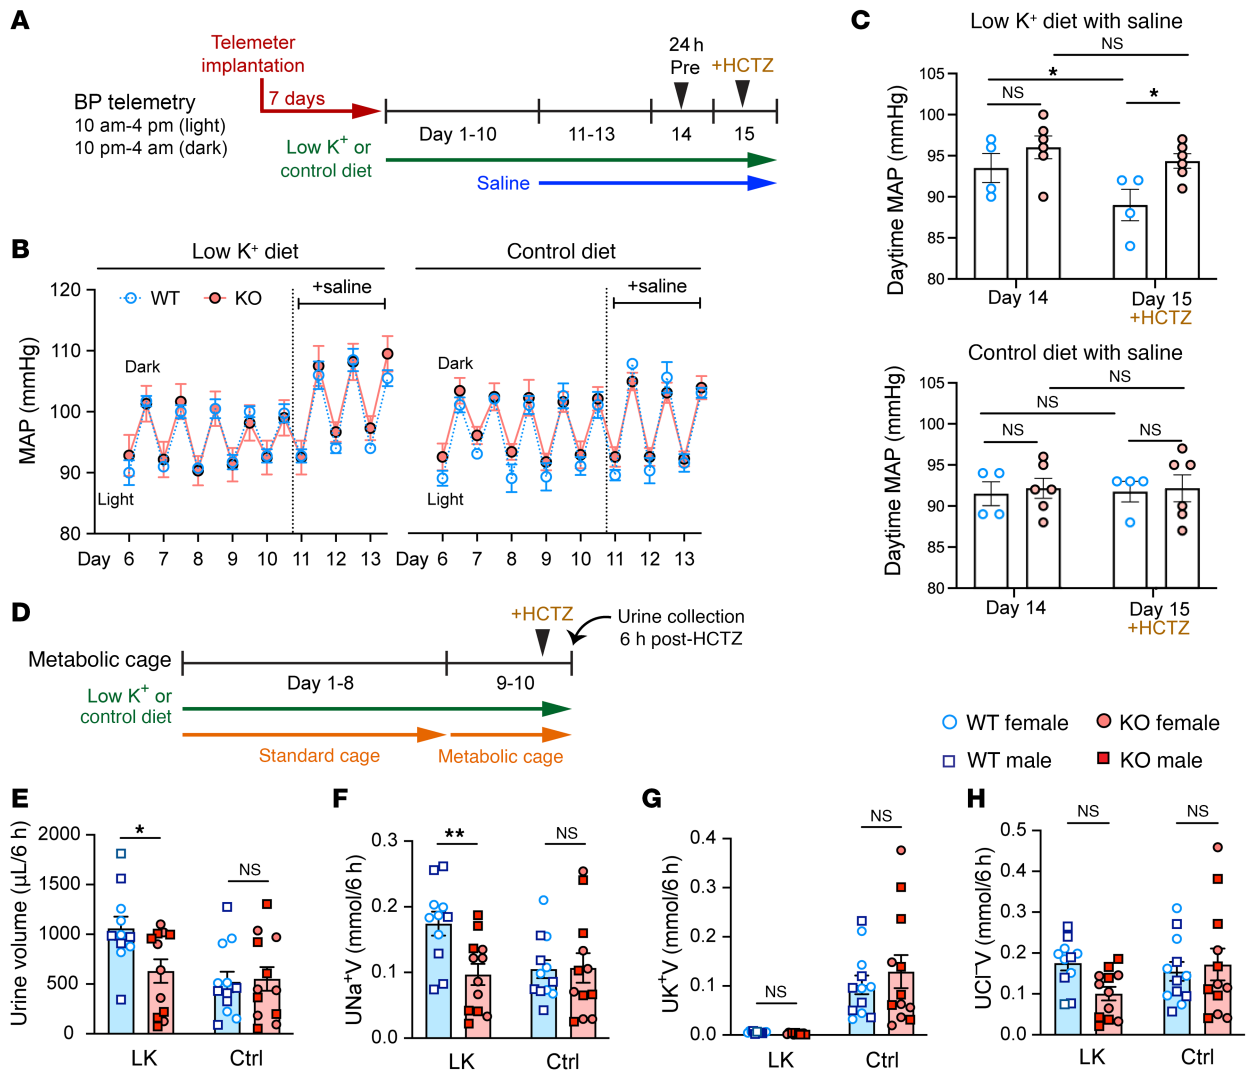 A
Telemeter
implantation
7 days
24 h
Pre
+HCTZ
BP telemetry
10 am-4 pm (light)
10 pm-4 am (dark)
Day 1-10
11-13
14
15
Low K+ or
control diet
Saline
B
Low K+ diet
Control diet
+saline
+saline
WT
KO
MAP (mmHg)
120
110
100
90
80
Dark
Light
Dark
Light
Day 6 7 8 9 10 11 12 13
Day 6 7 8 9 10 11 12 13
C
Low K+ diet with saline
NS
*
NS
*
Daytime MAP (mmHg)
105
100
95
90
85
80
Day 14
Day 15
+HCTZ
Control diet with saline
NS
NS
NS
NS
Daytime MAP (mmHg)
105
100
95
90
85
80
Day 14
Day 15
+HCTZ
D
+HCTZ
Urine collection
6 h post-HCTZ
Metabolic cage
Day 1-8
9-10
Low K+ or
control diet
Standard cage
Metabolic cage
WT female
KO female
WT male
KO male
E
Urine volume (µL/6 h)
2000
1500
1000
500
0
*
NS
LK
Ctrl
F
UNa+V (mmol/6 h)
0.3
0.2
0.1
0.0
**
NS
LK
Ctrl
G
UK+V (mmol/6 h)
0.4
0.3
0.2
0.1
0.0
NS
NS
LK
Ctrl
H
UCl−V (mmol/6 h)
0.5
0.4
0.3
0.2
0.1
0.0
NS
NS
LK
Ctrl